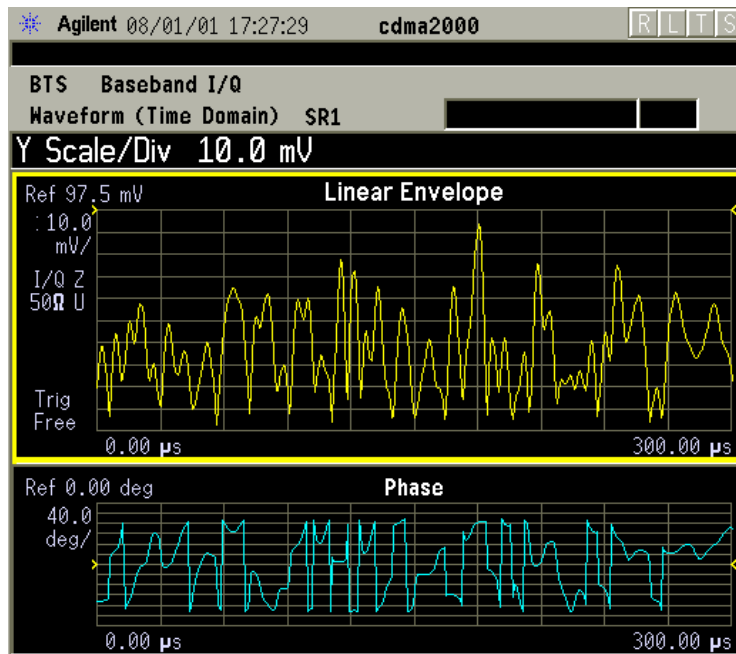 Agilent 08/01/01 17:27:29 cdma2000 R L T S
BTS Baseband I/Q
Waveform (Time Domain) SR1
Y Scale/Div 10.0 mV
Ref 97.5 mV Linear Envelope
10.0
mV/
I/Q Z
50Ω U
Trig
Free
0.00 µs 300.00 µs
Ref 0.00 deg Phase
40.0
deg/
0.00 µs 300.00 µs